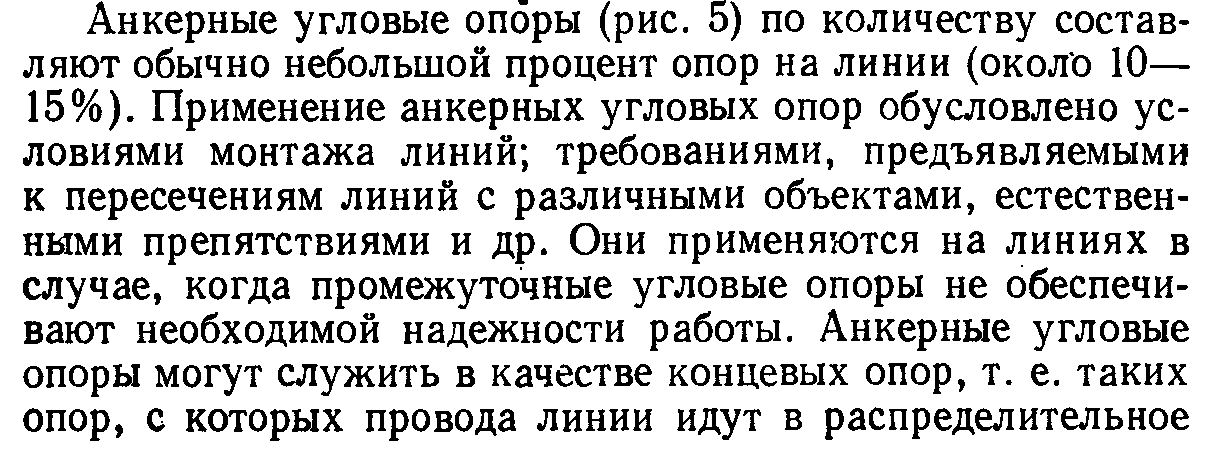 Анкерные угловые опоры (рис. 5) по количеству состав-
ляют обычно небольшой процент опор на линии (около 10—
15%). Применение анкерных угловых опор обусловлено ус-
ловиями монтажа линий; требованиями, предъявляемыми
к пересечениям линий с различными объектами, естествен-
ными препятствиями и др. Они применяются на линиях в
случае, когда промежуточные угловые опоры не обеспечи-
вают необходимой надежности работы. Анкерные угловые
опоры могут служить в качестве концевых опор, т. е. таких
опор, с которых провода линии идут в распределительное